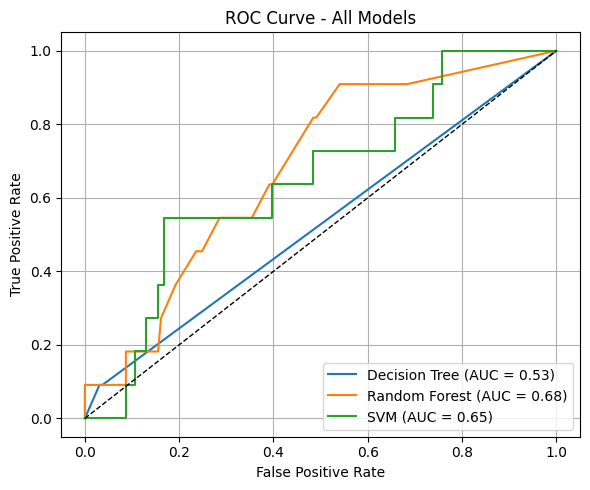 ROC Curve - All Models
True Positive Rate
1.0
0.8
0.6
0.4
0.2
0.0
Decision Tree (AUC = 0.53)
Random Forest (AUC = 0.68)
SVM (AUC = 0.65)
0.0 0.2 0.4 0.6 0.8 1.0
False Positive Rate